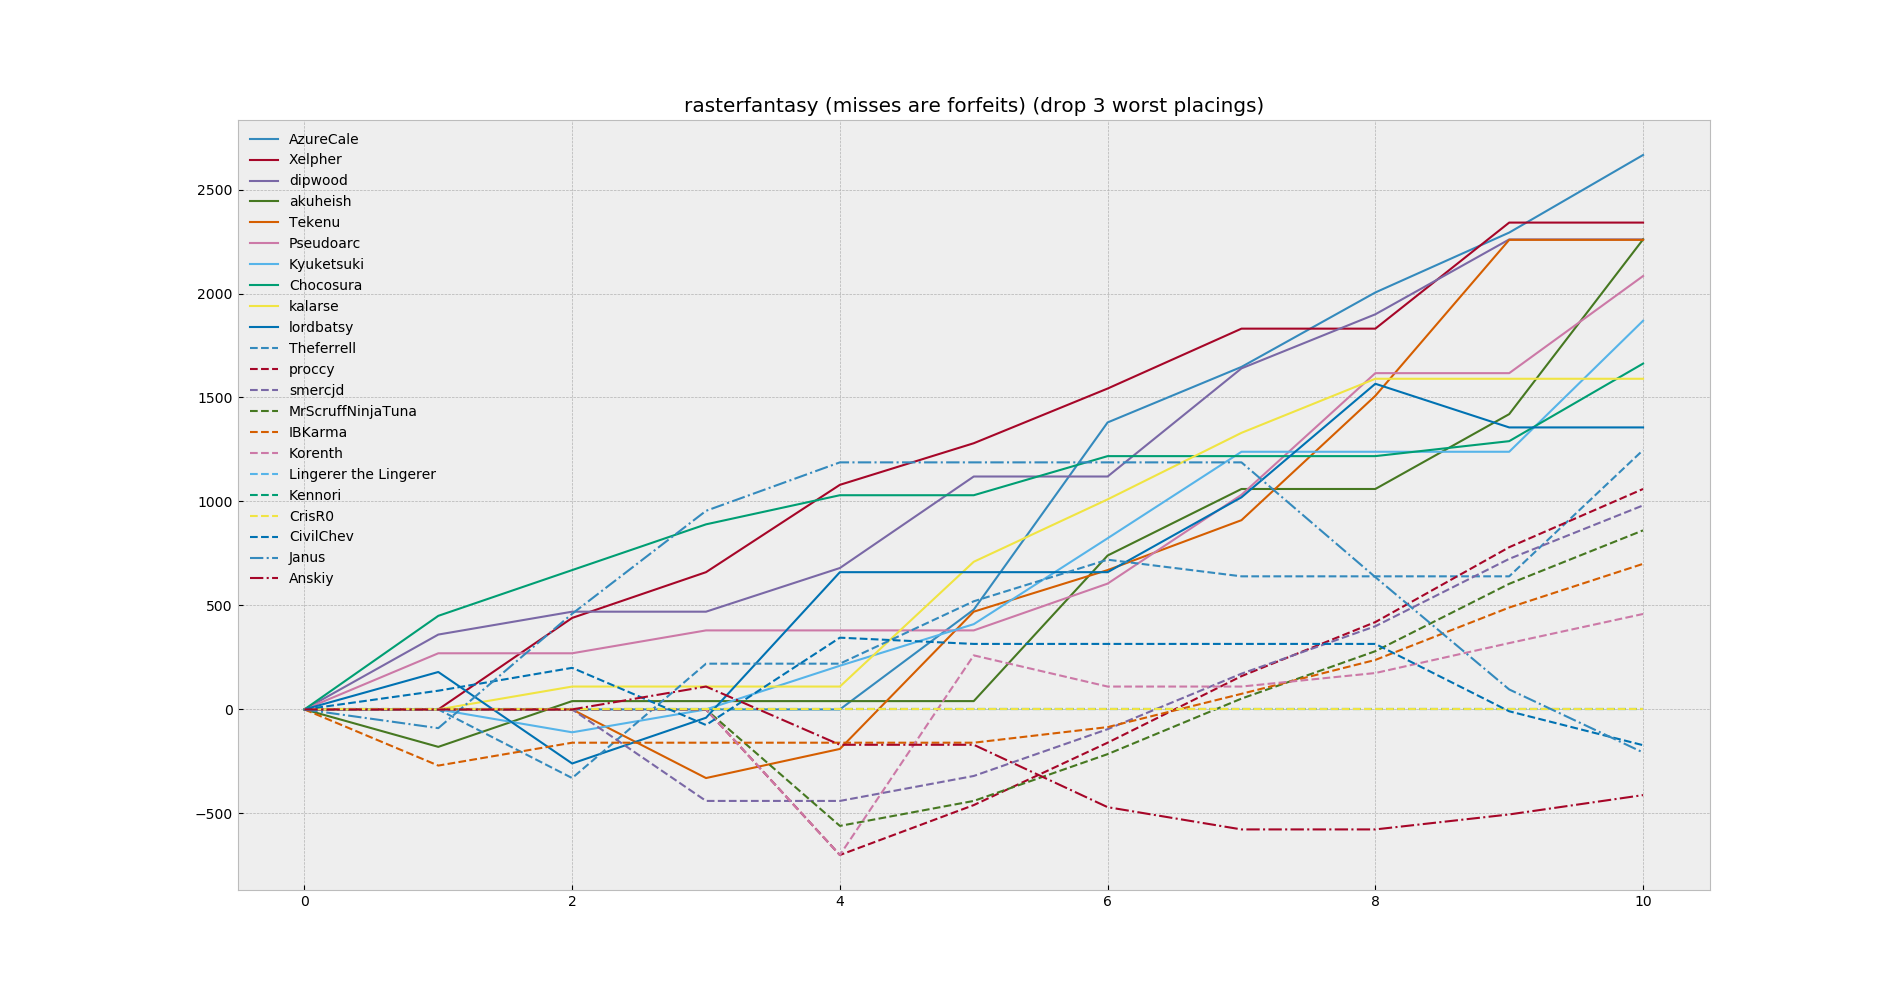 rasterfantasy (misses are forfeits) (drop 3 worst placings)
AzureCale
Xelpher
dipwood
akuheish
Tekenu
Pseudoarc
Kyuketsuki
Chocosura
kalarse
lordbatsy
Theferrell
proccy
smercjd
MrScruffNinjaTuna
IBKarma
Korenth
Lingerer the Lingerer
Kennori
CrisR0
CivilChev
Janus
Anskiy
2500
2000
1500
1000
500
0
−500
0 2 4 6 8 10